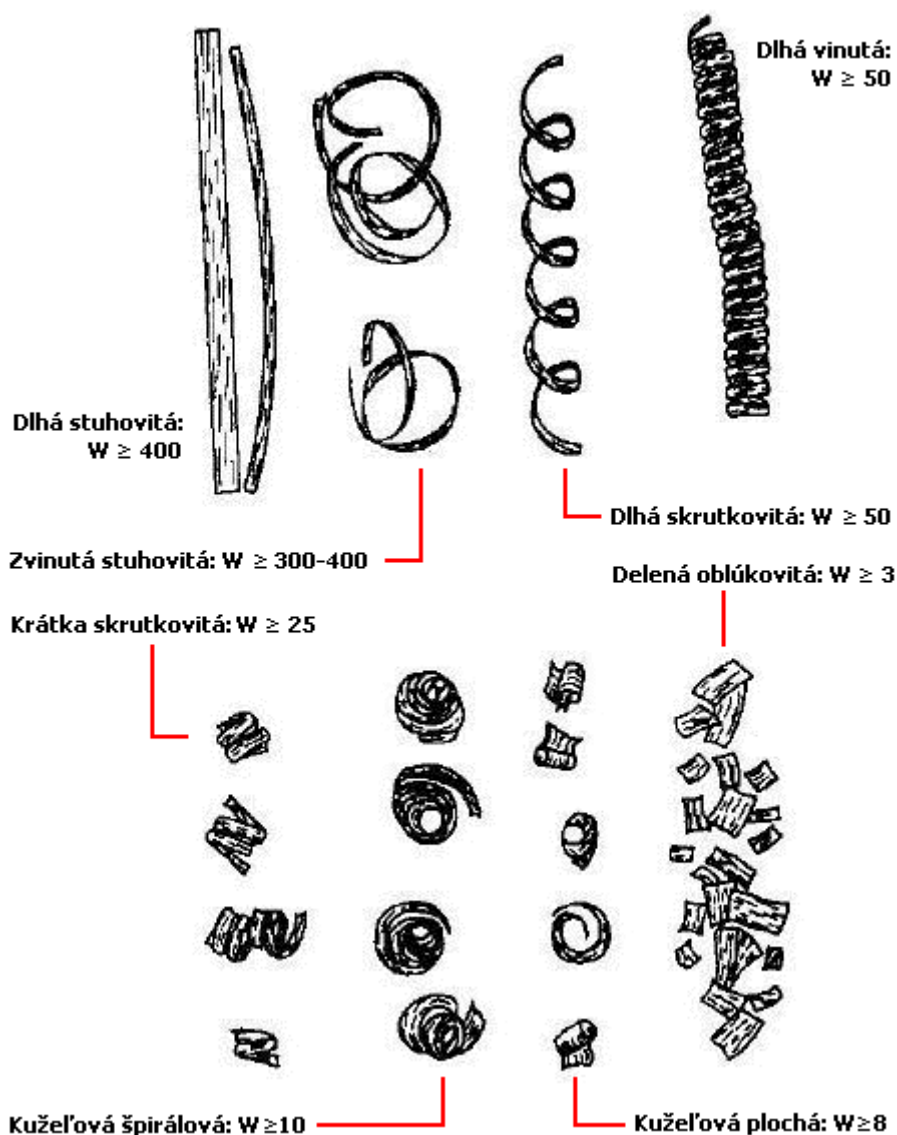 Dlhá vinutá:
W ≥ 50
Dlhá stuhovitá:
W ≥ 400
Dlhá skrutkovitá: W ≥ 50
Zvinutá stuhovitá: W ≥ 300-400
Delená oblúkovitá: W ≥ 3
Krátka skrutkovitá: W ≥ 25
Kužeľová špirálová: W ≥10
Kužeľová plochá: W≥8